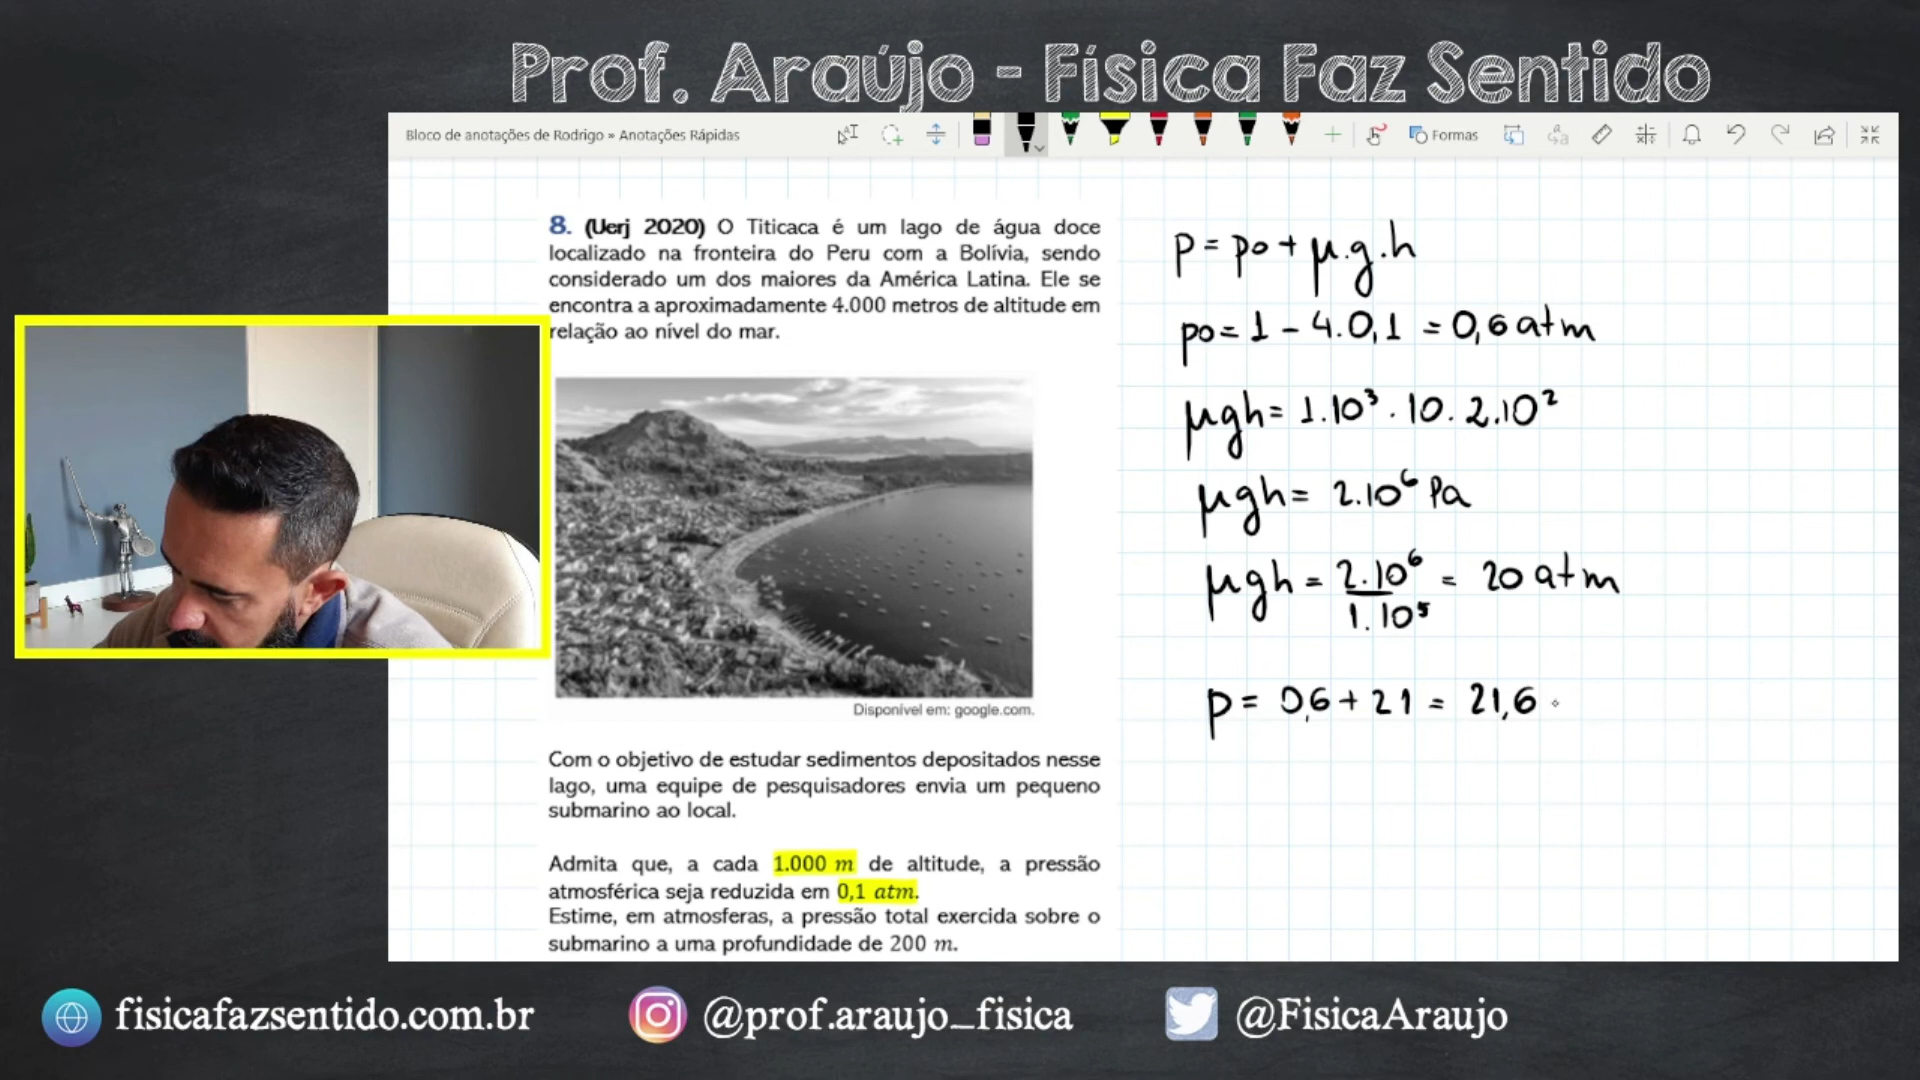 Prof. Araújo - Física Faz Sentido
Bloco de anotações de Rodrigo » Anotações Rápidas
Formas
8. (Uerj 2020) O Titicaca é um lago de água doce
localizado na fronteira do Peru com a Bolívia, sendo
considerado um dos maiores da América Latina. Ele se
encontra a aproximadamente 4.000 metros de altitude em
relação ao nível do mar.
Disponível em: google.com.
Com o objetivo de estudar sedimentos depositados nesse
lago, uma equipe de pesquisadores envia um pequeno
submarino ao local.
Admita que, a cada 1.000 m de altitude, a pressão
atmosférica seja reduzida em 0,1 atm.
Estime, em atmosferas, a pressão total exercida sobre o
submarino a uma profundidade de 200 m.
p = po + μ.g.h
po = 1 - 4.0,1 = 0,6 atm
μgh = 1.10³ . 10. 2.10²
μgh = 2.10⁶ Pa
μgh = 2.10⁶ = 20 atm
1.10⁵
p = 0,6 + 21 = 21,6
fisicafazsentido.com.br
@prof.araujo_fisica
@FisicaAraujo